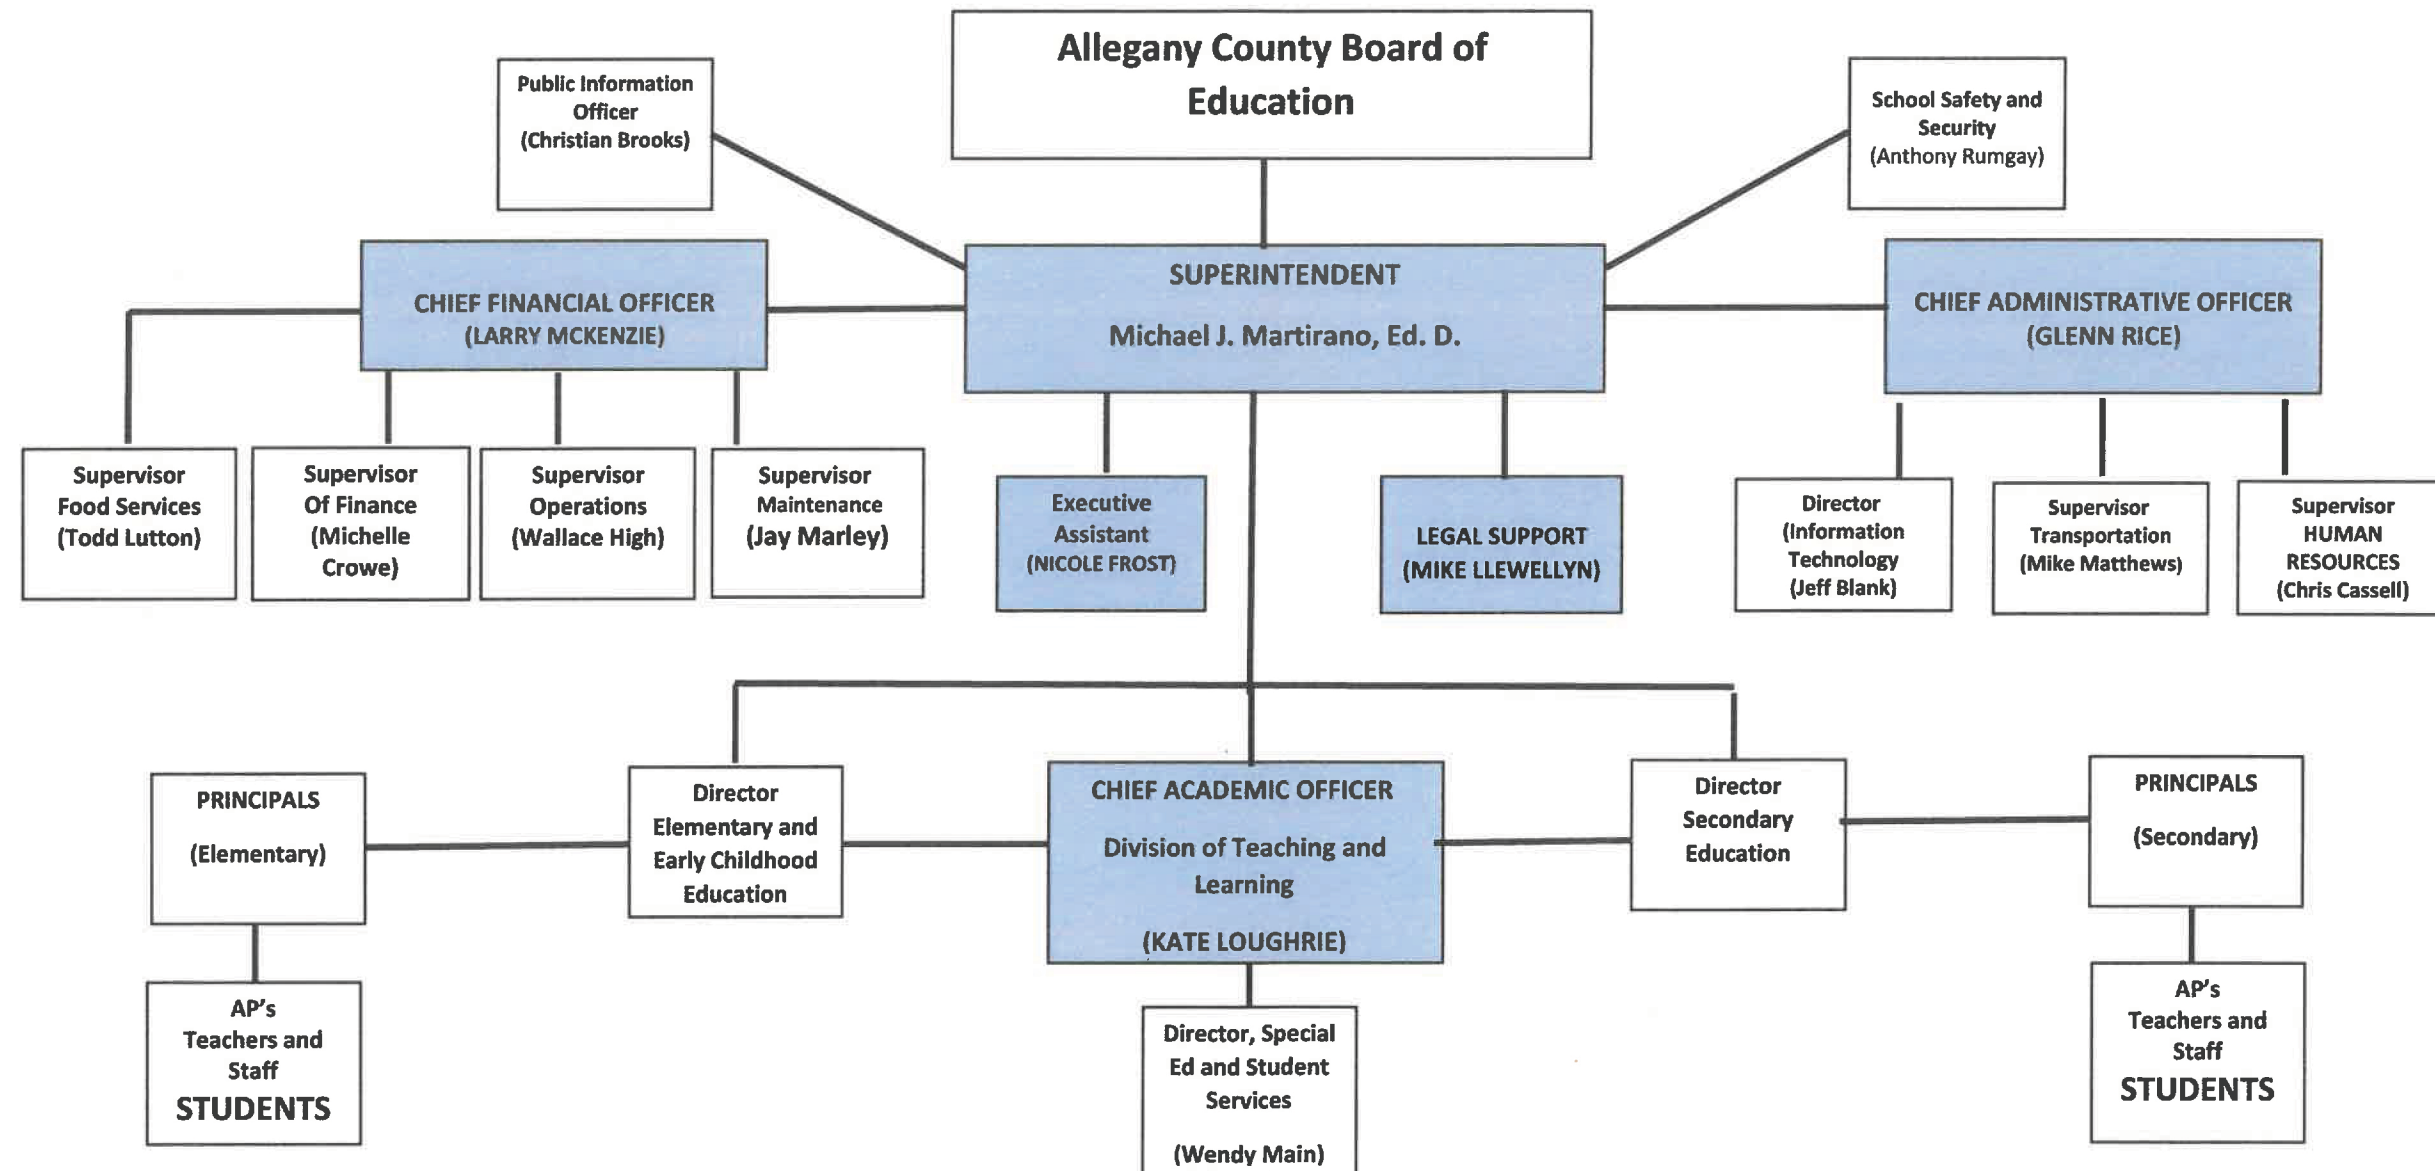 Allegany County Board of
Education
Public Information
Officer
(Christian Brooks)
School Safety and
Security
(Anthony Rumgay)
CHIEF FINANCIAL OFFICER
(LARRY MCKENZIE)
SUPERINTENDENT
Michael J. Martirano, Ed. D.
CHIEF ADMINISTRATIVE OFFICER
(GLENN RICE)
Supervisor
Food Services
(Todd Lutton)
Supervisor
Of Finance
(Michelle
Crowe)
Supervisor
Operations
(Wallace High)
Supervisor
Maintenance
(Jay Marley)
Executive
Assistant
(NICOLE FROST)
LEGAL SUPPORT
(MIKE LLEWELLYN)
Director
(Information
Technology
(Jeff Blank)
Supervisor
Transportation
(Mike Matthews)
Supervisor
HUMAN
RESOURCES
(Chris Cassell)
PRINCIPALS
(Elementary)
Director
Elementary and
Early Childhood
Education
CHIEF ACADEMIC OFFICER
Division of Teaching and
Learning
(KATE LOUGHRIE)
Director
Secondary
Education
PRINCIPALS
(Secondary)
AP's
Teachers and
Staff
STUDENTS
Director, Special
Ed and Student
Services
(Wendy Main)
AP's
Teachers and
Staff
STUDENTS